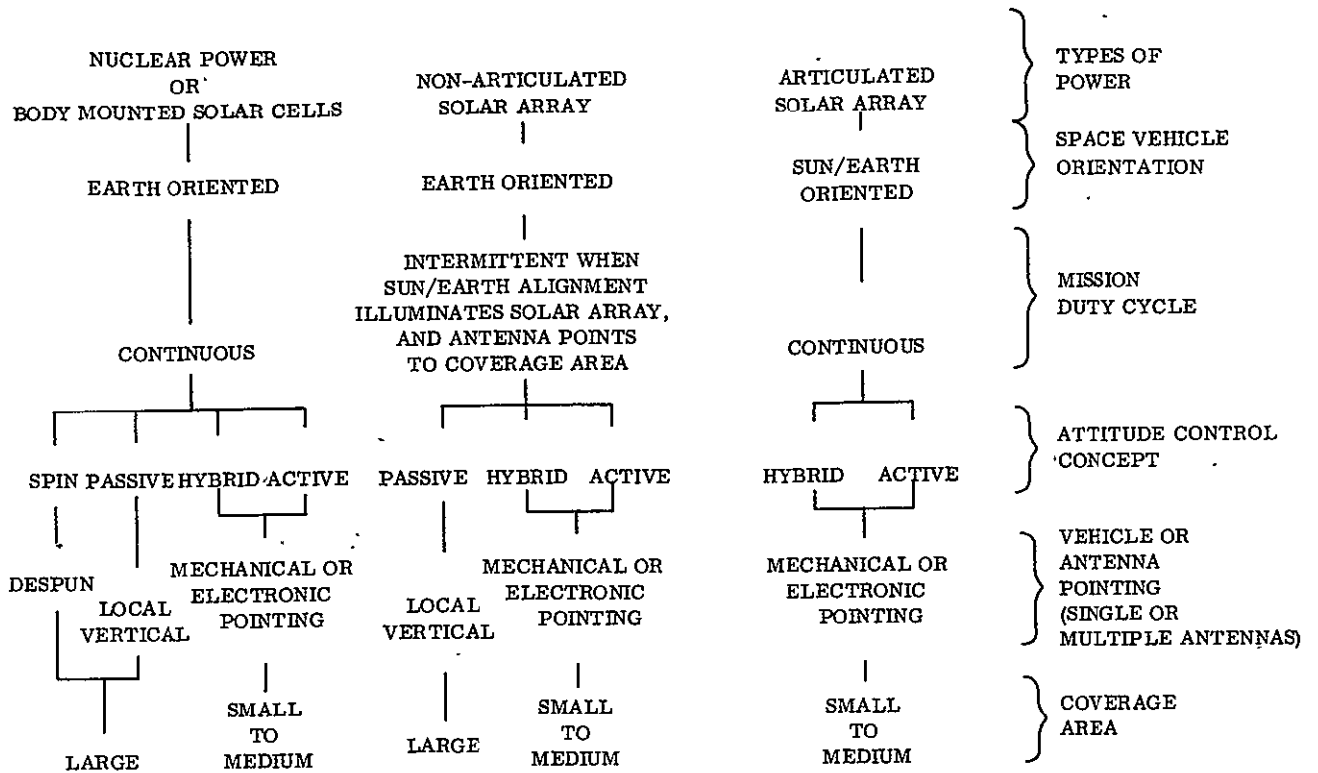 NUCLEAR POWER
OR
BODY MOUNTED SOLAR CELLS
NON-ARTICULATED
SOLAR ARRAY
ARTICULATED
SOLAR ARRAY
TYPES OF
POWER
EARTH ORIENTED
EARTH ORIENTED
SUN/EARTH
ORIENTED
SPACE VEHICLE
ORIENTATION
CONTINUOUS
INTERMITTENT WHEN
SUN/EARTH ALIGNMENT
ILLUMINATES SOLAR ARRAY,
AND ANTENNA POINTS
TO COVERAGE AREA
CONTINUOUS
MISSION
DUTY CYCLE
SPIN PASSIVE HYBRID ACTIVE
PASSIVE HYBRID ACTIVE
HYBRID ACTIVE
ATTITUDE CONTROL
CONCEPT
DESPUN
LOCAL
VERTICAL
MECHANICAL OR
ELECTRONIC
POINTING
LOCAL
VERTICAL
MECHANICAL OR
ELECTRONIC
POINTING
MECHANICAL OR
ELECTRONIC
POINTING
VEHICLE OR
ANTENNA
POINTING
(SINGLE OR
MULTIPLE ANTENNAS)
LARGE
SMALL
TO
MEDIUM
LARGE
SMALL
TO
MEDIUM
SMALL
TO
MEDIUM
COVERAGE
AREA